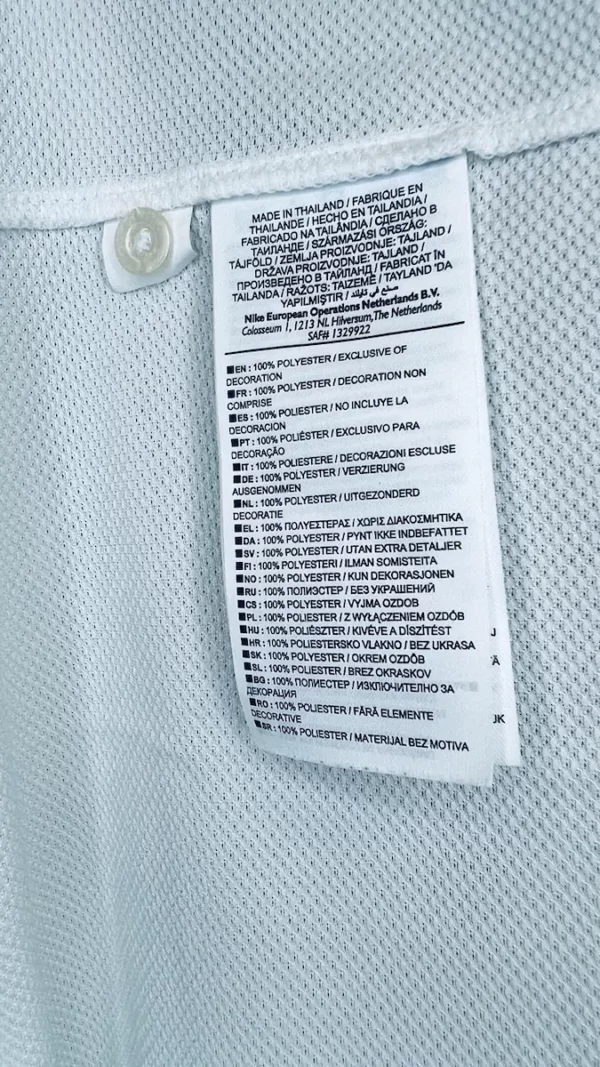 MADE IN THAILAND / FABRIQUE EN
THAILANDE / HECHO EN TAILANDIA /
FABRICADO NA TAILÂNDIA / СДЕЛАНО В
ТАИЛАНДЕ / SZÁRMAZÁSI ORSZÁG:
TÁJFÖLD / ZEMLJA PROIZVODNJE: TAJLAND /
DRŽAVA PROIZVODNJE: TAJLAND /
ПРОИЗВЕДЕНО В ТАЙЛАНД / FABRICAT ÎN
TAILANDA / RAŽOTS: TAIZEMĒ / TAYLAND 'DA
YAPILMIŞTIR / صنع في تايلند
Nike European Operations Netherlands B.V.
Colosseum 1, 1213 NL Hilversum, The Netherlands
SAF# 1329922
EN : 100% POLYESTER / EXCLUSIVE OF
DECORATION
FR : 100% POLYESTER / DECORATION NON
COMPRISE
ES : 100% POLIESTER / NO INCLUYE LA
DECORACION
PT : 100% POLIÉSTER / EXCLUSIVO PARA
DECORAÇÃO
IT : 100% POLIESTERE / DECORAZIONI ESCLUSE
DE : 100% POLYESTER / VERZIERUNG
AUSGENOMMEN
NL : 100% POLYESTER / UITGEZONDERD
DECORATIE
EL : 100% ΠΟΛΥΕΣΤΕΡΑΣ / ΧΩΡΙΣ ΔΙΑΚΟΣΜΗΤΙΚΑ
DA : 100% POLYESTER / PYNT IKKE INDBEFATTET
SV : 100% POLYESTER / UTAN EXTRA DETALJER
FI : 100% POLYESTERI / ILMAN SOMISTEITA
NO : 100% POLYESTER / KUN DEKORASJONEN
RU : 100% ПОЛИЭСТЕР / БЕЗ УКРАШЕНИЙ
CS : 100% POLYESTER / VYJMA OZDOB
PL : 100% POLIESTER / Z WYŁĄCZENIEM OZDÓB
HU : 100% POLIÉSZTER / KIVÉVE A DÍSZÍTÉST
HR : 100% POLIESTERSKO VLAKNO / BEZ UKRASA
SK : 100% POLYESTER / OKREM OZDÔB
SL : 100% POLIESTER / BREZ OKRASKOV
BG : 100% ПОЛИЕСТЕР / ИЗКЛЮЧИТЕЛНО ЗА
ДЕКОРАЦИЯ
RO : 100% POLIESTER / FĂRĂ ELEMENTE
DECORATIVE
SR : 100% POLIESTER / MATERIJAL BEZ MOTIVA